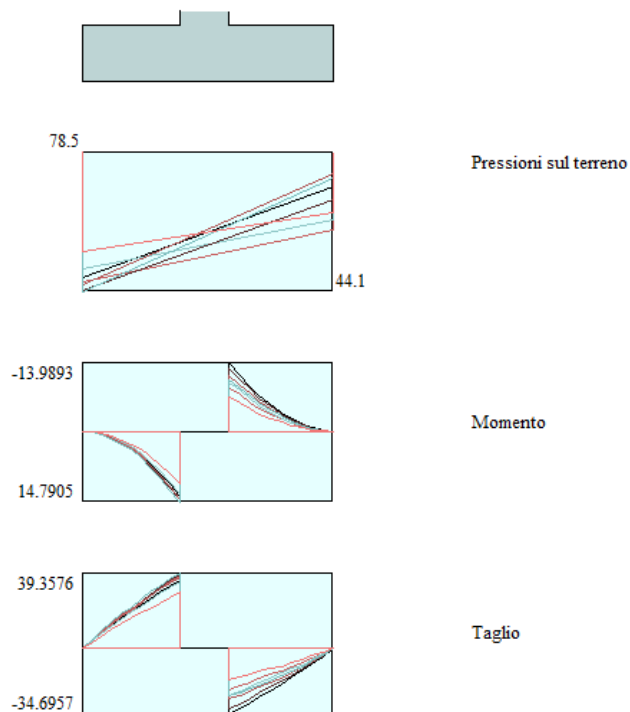 78.5
Pressioni sul terreno
44.1
-13.9893
Momento
14.7905
39.3576
Taglio
-34.6957